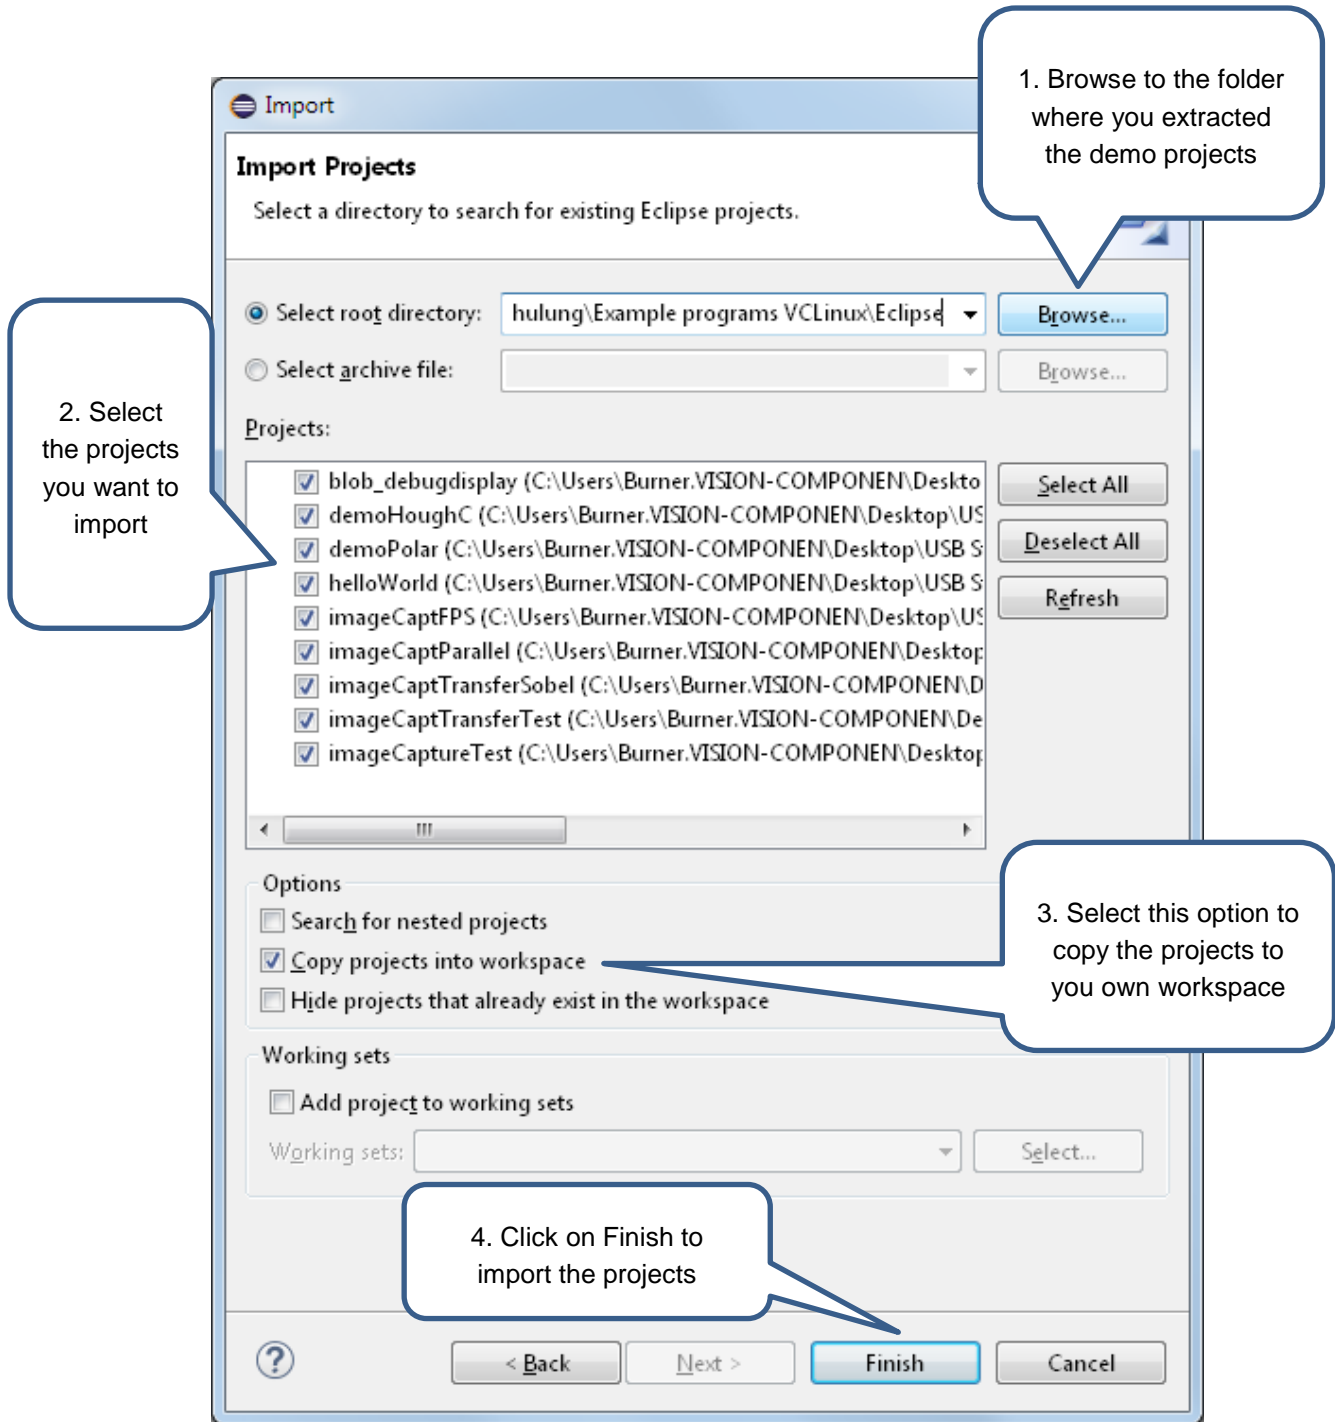 1. Browse to the folder
where you extracted
the demo projects
Import
Import Projects
Select a directory to search for existing Eclipse projects.
Select root directory:
hulung\Example programs VCLinux\Eclipse
Browse...
Select archive file:
Browse...
2. Select
the projects
you want to
import
Projects:
blob_debugdisplay (C:\Users\Burner.VISION-COMPONEN\Deskto
demoHoughC (C:\Users\Burner.VISION-COMPONEN\Desktop\US
demoPolar (C:\Users\Burner.VISION-COMPONEN\Desktop\USB S
helloWorld (C:\Users\Burner.VISION-COMPONEN\Desktop\USB S
imageCaptFPS (C:\Users\Burner.VISION-COMPONEN\Desktop\US
imageCaptParallel (C:\Users\Burner.VISION-COMPONEN\Desktop
imageCaptTransferSobel (C:\Users\Burner.VISION-COMPONEN\D
imageCaptTransferTest (C:\Users\Burner.VISION-COMPONEN\De
imageCaptureTest (C:\Users\Burner.VISION-COMPONEN\Desktop
Select All
Deselect All
Refresh
Options
Search for nested projects
Copy projects into workspace
Hide projects that already exist in the workspace
3. Select this option to
copy the projects to
you own workspace
Working sets
Add project to working sets
Working sets:
Select...
4. Click on Finish to
import the projects
?
< Back
Next >
Finish
Cancel